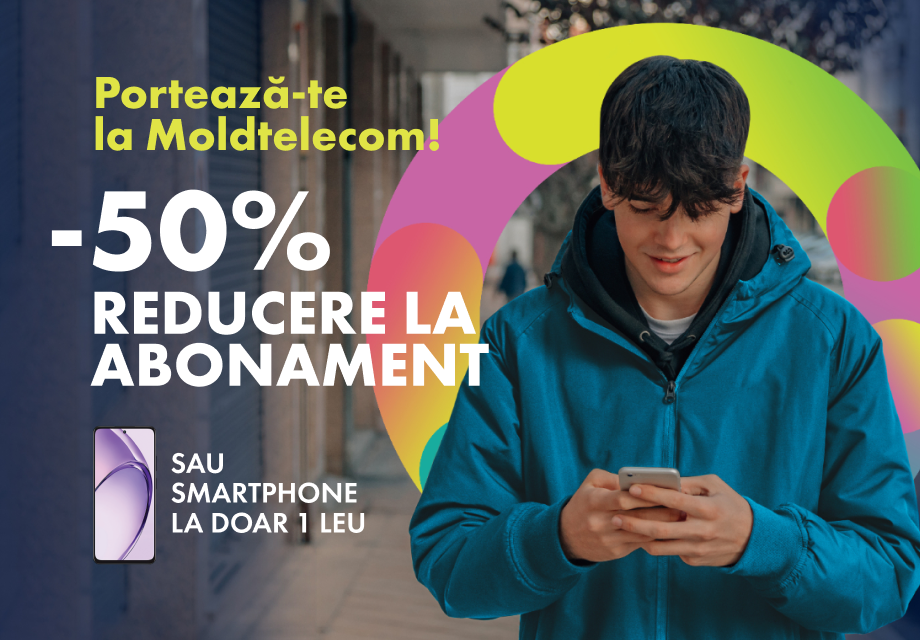 Portează-te
la Moldtelecom!
-50%
REDUCERE LA
ABONAMENT
SAU
SMARTPHONE
LA DOAR 1 LEU